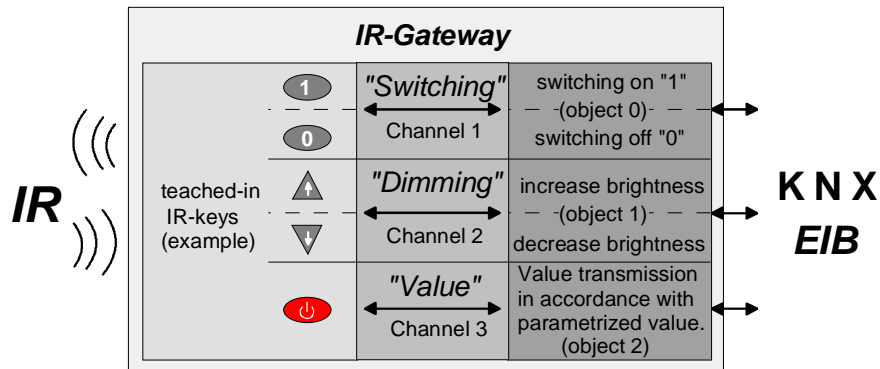 IR-Gateway
IR
teached-in
IR-keys
(example)
1
0
"Switching"
Channel 1
switching on "1"
(object 0)
switching off "0"
"Dimming"
Channel 2
increase brightness
(object 1)
decrease brightness
"Value"
Channel 3
Value transmission
in accordance with
parametrized value.
(object 2)
KNX
EIB